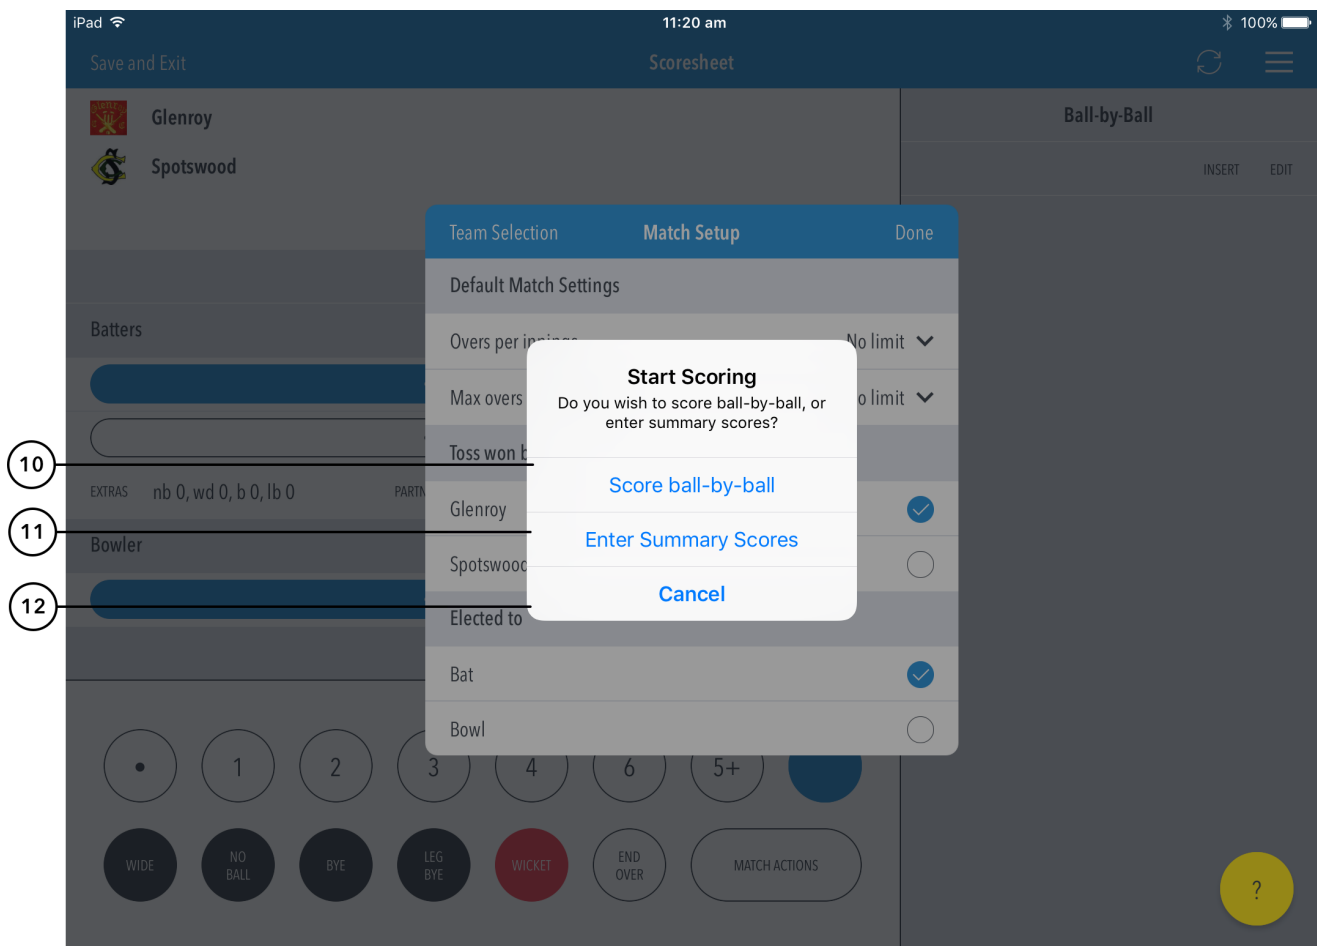 iPad 11:20 am 100%
Save and Exit Scoresheet
Glenroy
Spotswood
Ball-by-Ball
INSERT EDIT
Team Selection Match Setup Done
Default Match Settings
Overs per innings No limit
Max overs o limit
Start Scoring
Do you wish to score ball-by-ball, or
enter summary scores?
Score ball-by-ball
Enter Summary Scores
Cancel
Toss won b
Glenroy
Spotswood
Elected to
Bat
Bowl
Batters
EXTRAS nb 0, wd 0, b 0, lb 0 PARTN
Bowler
10
11
12
1 2 3 4 6 5+
WIDE
NO
BALL
BYE
LEG
BYE
WICKET
END
OVER
MATCH ACTIONS
?